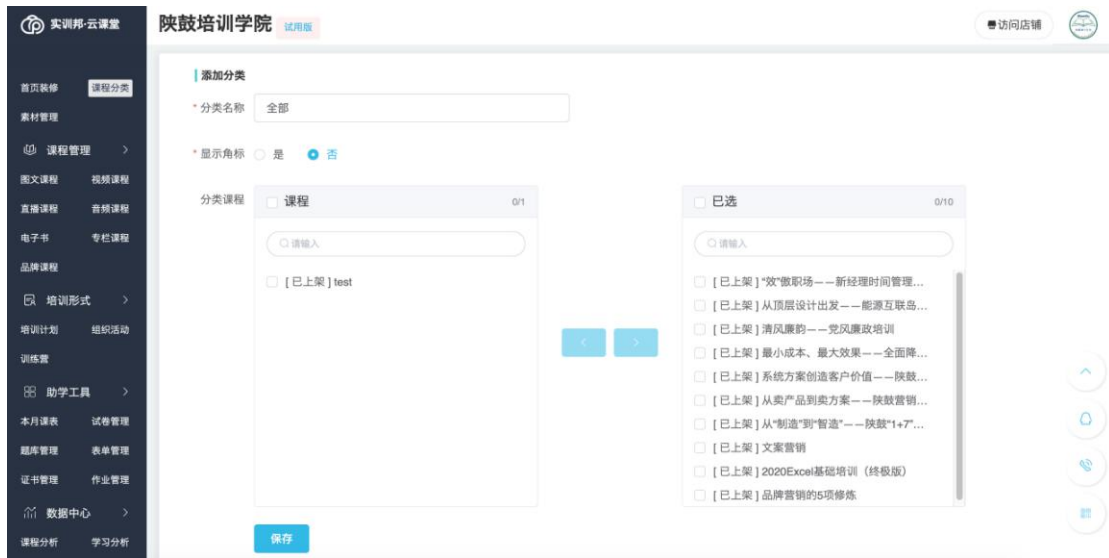 实训邦·云课堂
陕鼓培训学院 试用版
访问店铺
首页装修 课程分类
素材管理
课程管理
图文课程 视频课程
直播课程 音频课程
电子书 专栏课程
品牌课程
培训形式
培训计划 组织活动
训练营
助学工具
本月课表 试卷管理
题库管理 表单管理
证书管理 作业管理
数据中心
课程分析 学习分析
添加分类
* 分类名称 全部
* 显示角标 是 否
分类课程
课程 0/1
请输入
[ 已上架 ] test
已选 0/10
请输入
[ 已上架 ] “效”傲职场——新经理时间管理...
[ 已上架 ] 从顶层设计出发——能源互联岛...
[ 已上架 ] 清风廉韵——党风廉政培训
[ 已上架 ] 最小成本、最大效果——全面降...
[ 已上架 ] 系统方案创造客户价值——陕鼓...
[ 已上架 ] 从卖产品到卖方案——陕鼓营销...
[ 已上架 ] 从“制造”到“智造”——陕鼓“1+7”...
[ 已上架 ] 文案营销
[ 已上架 ] 2020Excel基础培训（终极版）
[ 已上架 ] 品牌营销的5项修炼
保存